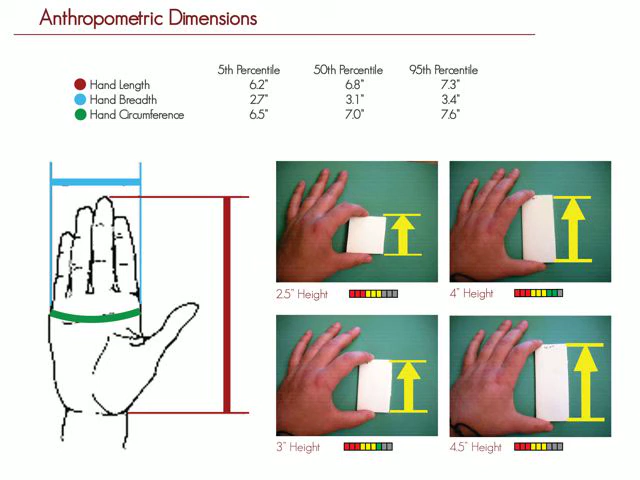 Anthropometric Dimensions
5th Percentile 50th Percentile 95th Percentile
Hand Length 6.2" 6.8" 7.3"
Hand Breadth 2.7" 3.1" 3.4"
Hand Circumference 6.5" 7.0" 7.6"
2.5" Height 4" Height
3" Height 4.5" Height